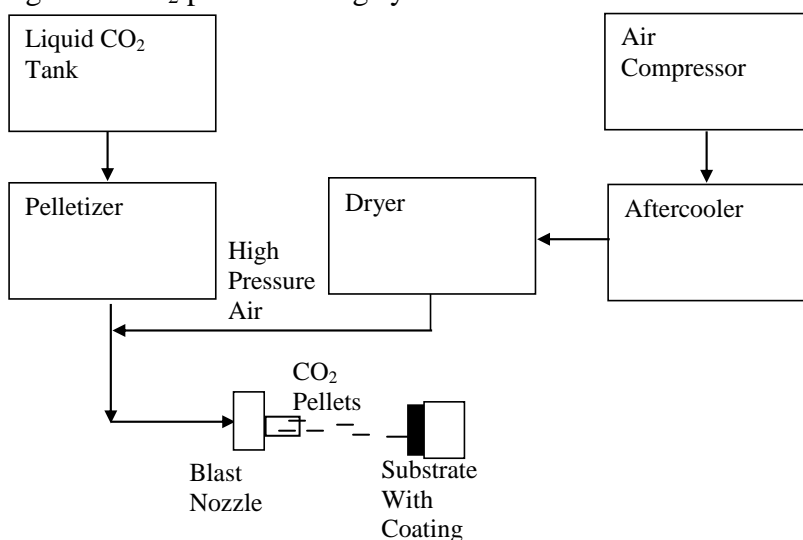 Liquid CO₂
Tank
Air
Compressor
Pelletizer
Dryer
Aftercooler
High
Pressure
Air
CO₂
Pellets
Blast
Nozzle
Substrate
With
Coating